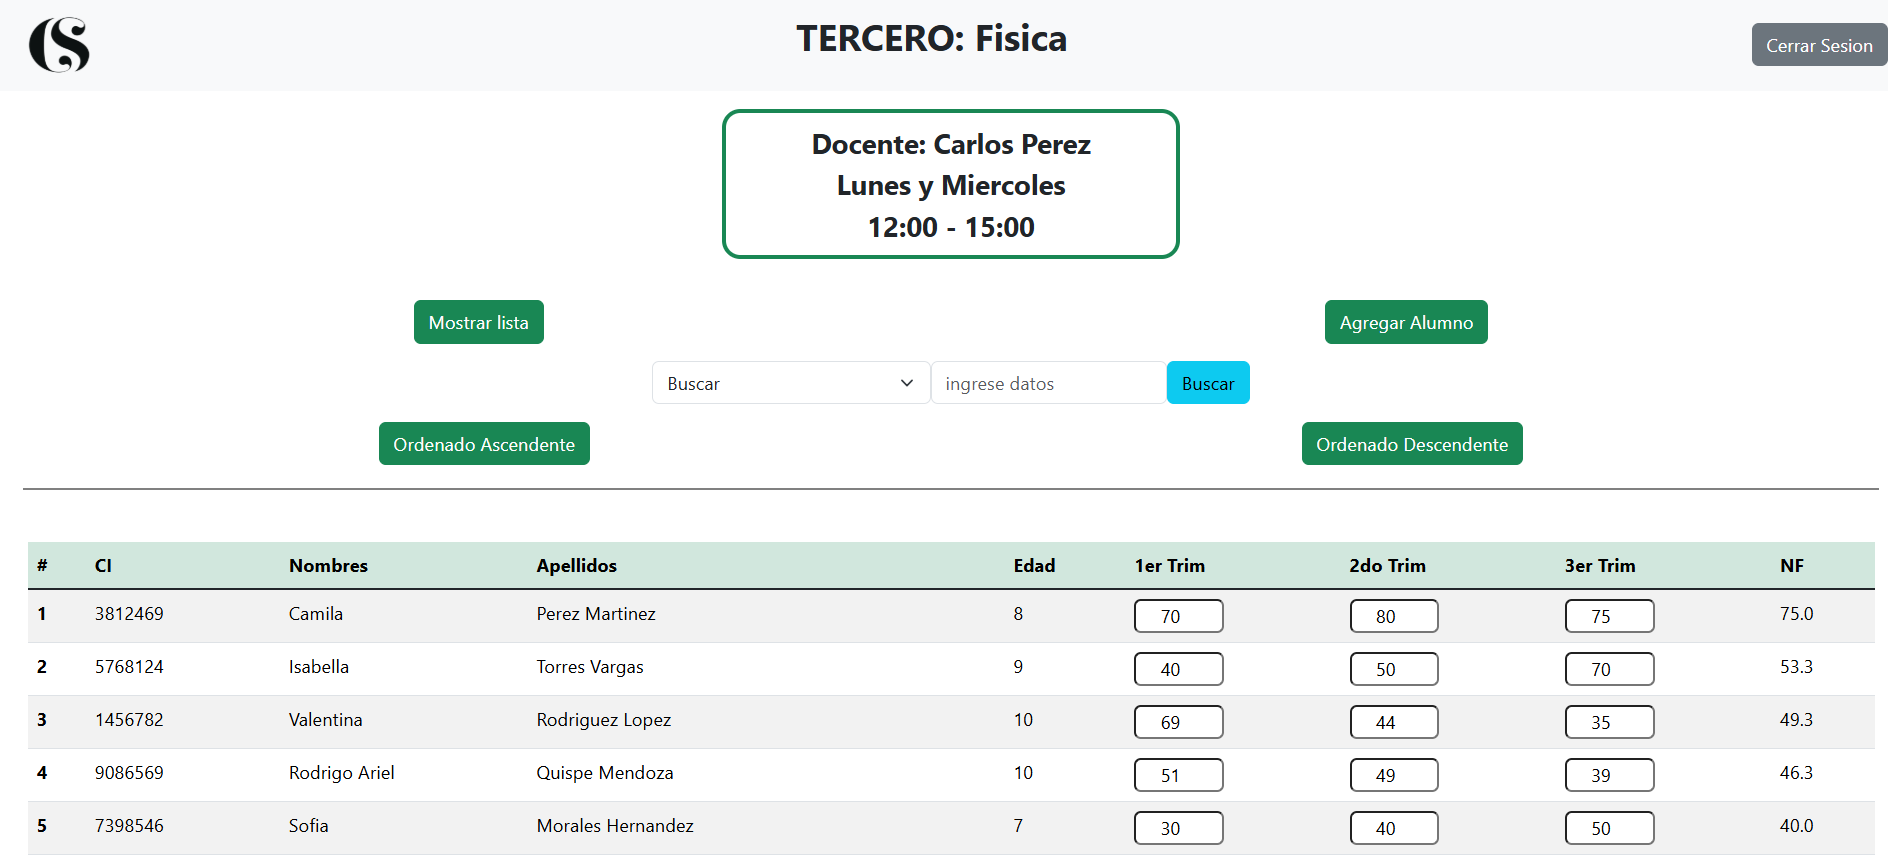 TERCERO: Fisica
Cerrar Sesion
Docente: Carlos Perez
Lunes y Miercoles
12:00 - 15:00
Mostrar lista
Agregar Alumno
Buscar ingrese datos Buscar
Ordenado Ascendente
Ordenado Descendente
# CI Nombres Apellidos Edad 1er Trim 2do Trim 3er Trim NF
1 3812469 Camila Perez Martinez 8 70 80 75 75.0
2 5768124 Isabella Torres Vargas 9 40 50 70 53.3
3 1456782 Valentina Rodriguez Lopez 10 69 44 35 49.3
4 9086569 Rodrigo Ariel Quispe Mendoza 10 51 49 39 46.3
5 7398546 Sofia Morales Hernandez 7 30 40 50 40.0